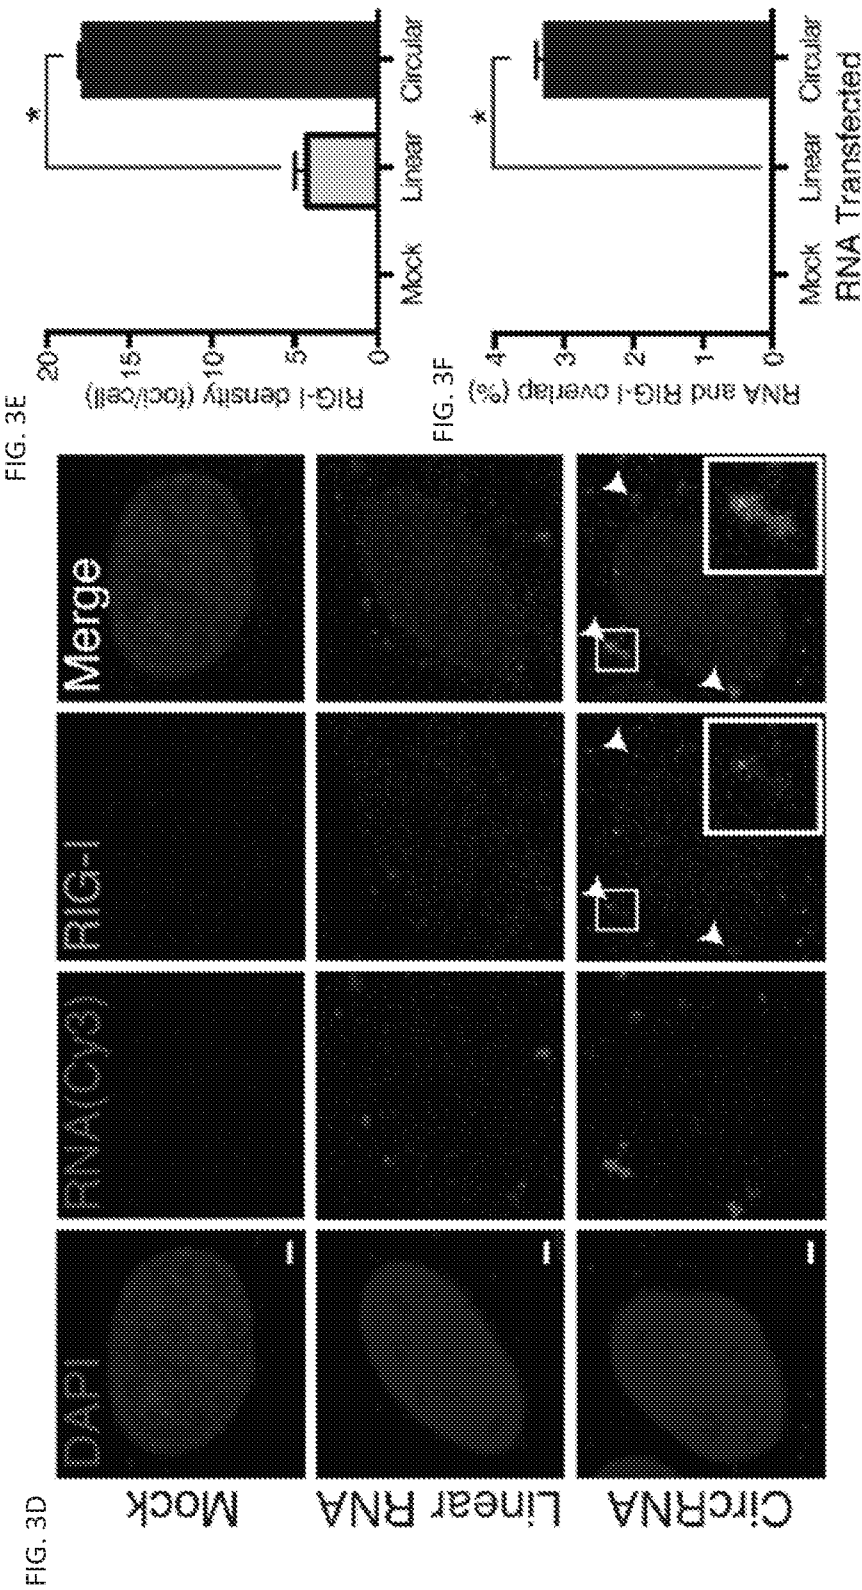 FIG. 3D
DAPI
RNA(Cy3)
RIG-I
Merge
Mock
Linear RNA
CircRNA
FIG. 3E
RIG-I density (foci/cell)
20
15
10
5
0
*
Mock
Linear
Circular
FIG. 3F
RNA and RIG-I overlap (%)
4
3
2
1
0
*
Mock
Linear
Circular
RNA Transfected